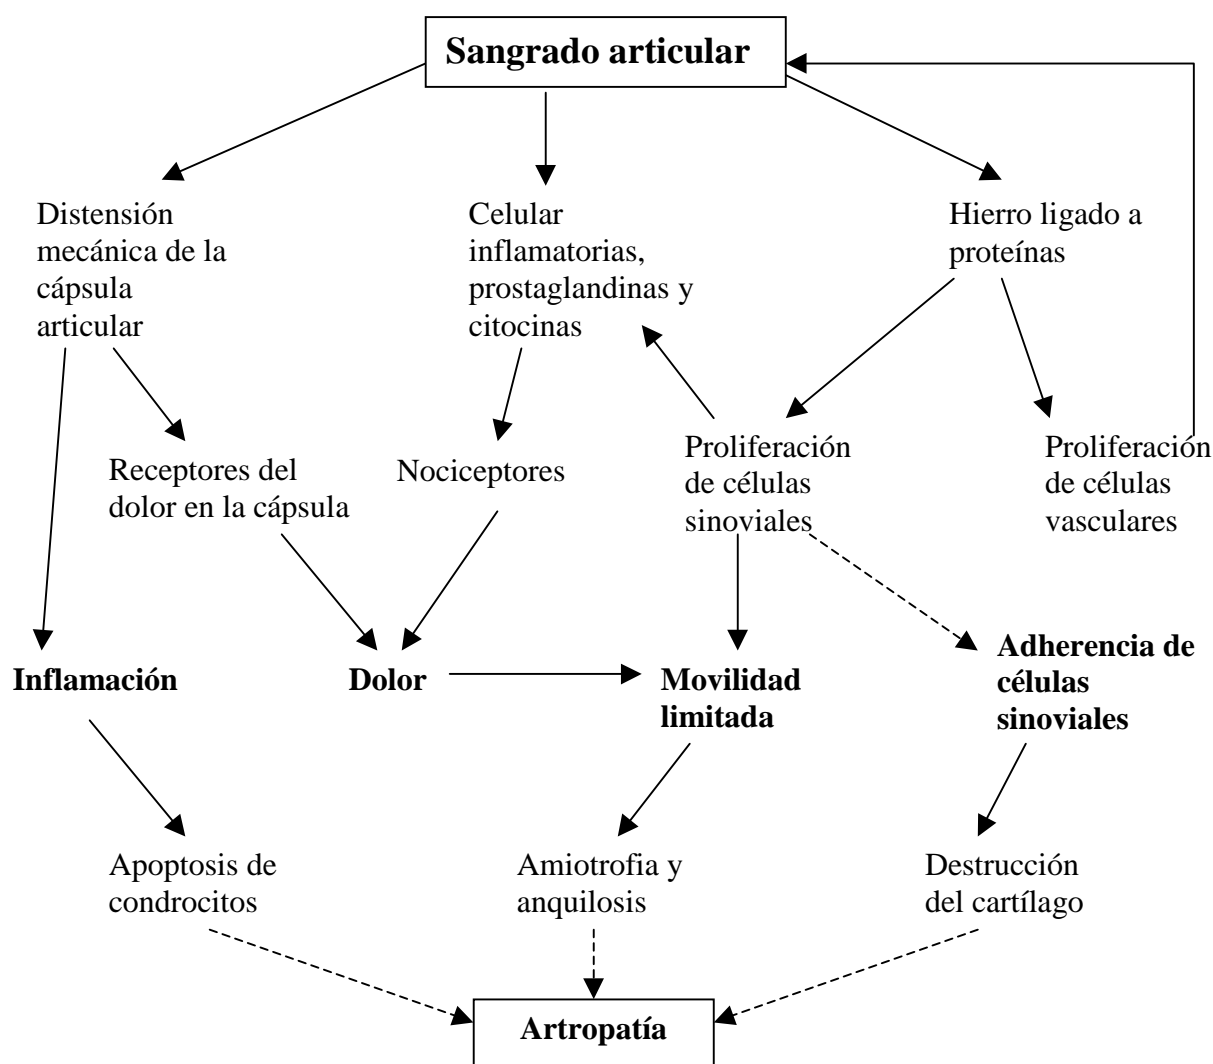 Sangrado articular
Distensión
mecánica de la
cápsula
articular
Celular
inflamatorias,
prostaglandinas y
citocinas
Hierro ligado a
proteínas
Receptores del
dolor en la cápsula
Nociceptores
Proliferación
de células
sinoviales
Proliferación
de células
vasculares
Inflamación
Dolor
Movilidad
limitada
Adherencia de
células
sinoviales
Apoptosis de
condrocitos
Amiotrofia y
anquilosis
Destrucción
del cartílago
Artropatía